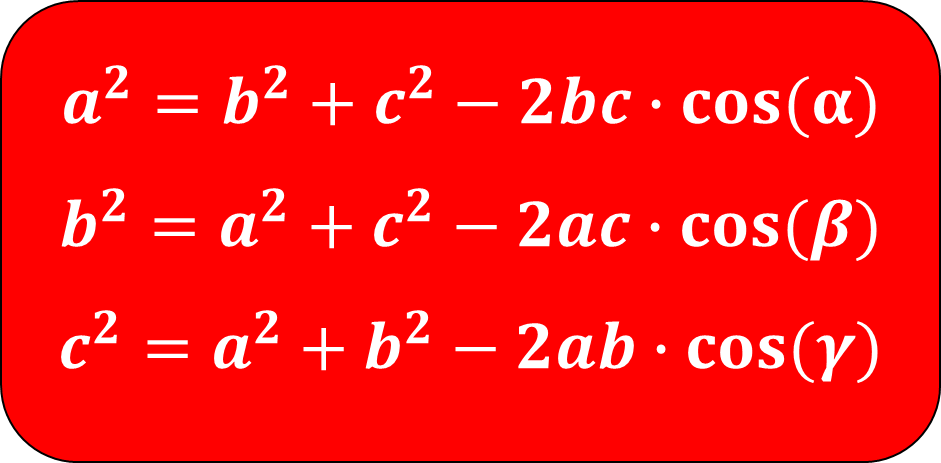 a² = b² + c² − 2bc · cos(α)
b² = a² + c² − 2ac · cos(β)
c² = a² + b² − 2ab · cos(γ)